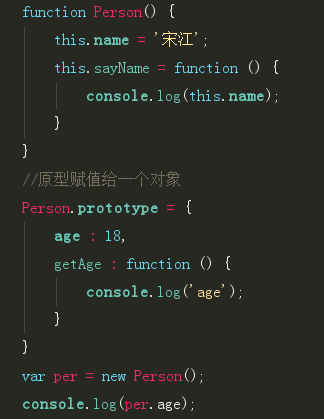 function Person() {
this.name = '宋江';
this.sayName = function () {
console.log(this.name);
}
}
//原型赋值给一个对象
Person.prototype = {
age : 18,
getAge : function () {
console.log('age');
}
}
var per = new Person();
console.log(per.age);